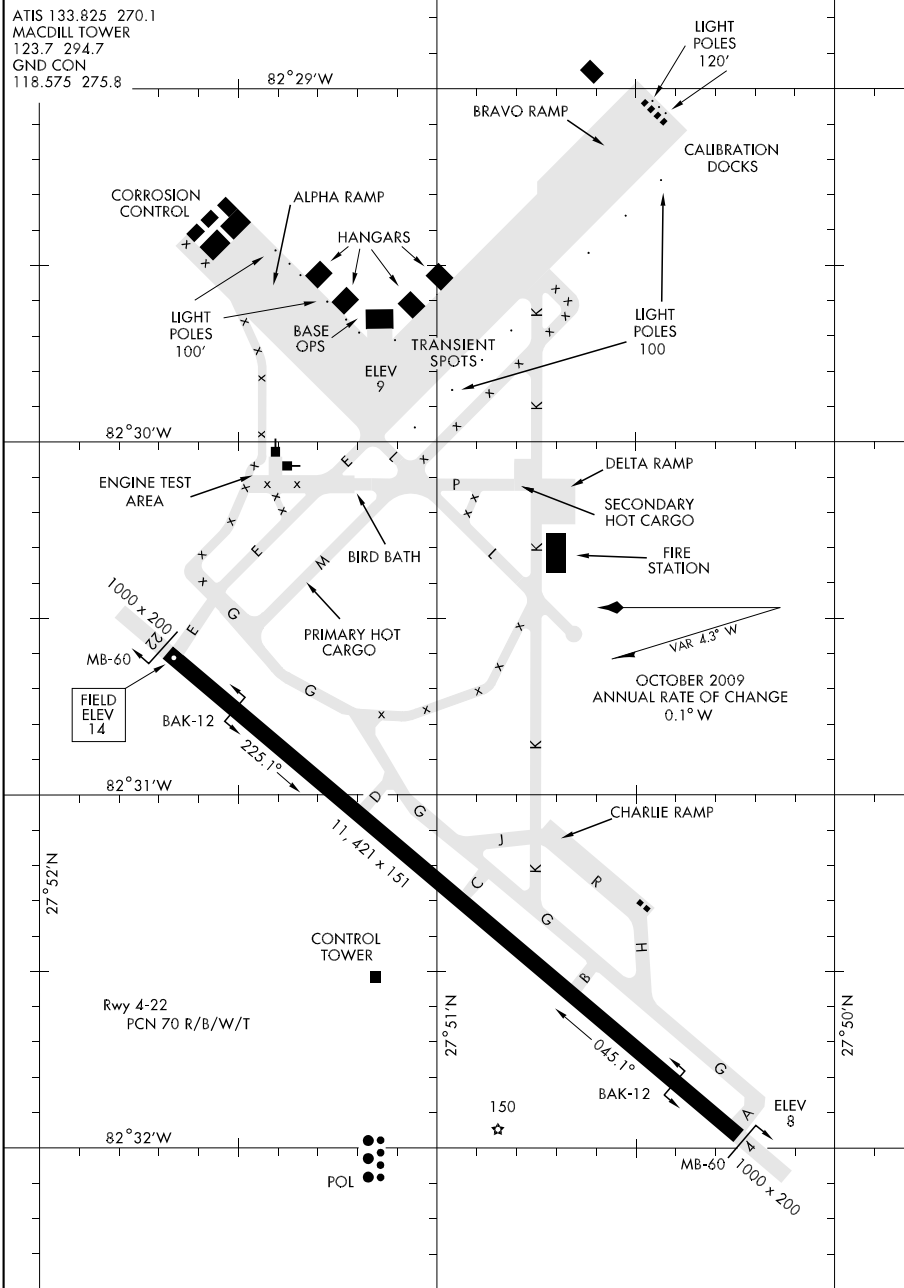 ATIS 133.825 270.1
MACDILL TOWER
123.7 294.7
GND CON
118.575 275.8
82°29'W
LIGHT
POLES
120'
BRAVO RAMP
CALIBRATION
DOCKS
CORROSION
CONTROL
ALPHA RAMP
HANGARS
LIGHT
POLES
100'
BASE
OPS
TRANSIENT
SPOTS
ELEV
9
LIGHT
POLES
100
K
K
82°30'W
ENGINE TEST
AREA
E
L
P
DELTA RAMP
SECONDARY
HOT CARGO
BIRD BATH
E
M
L
K
FIRE
STATION
1000 x 200
22
E
G
PRIMARY HOT
CARGO
VAR 4.3° W
OCTOBER 2009
ANNUAL RATE OF CHANGE
0.1° W
MB-60
FIELD
ELEV
14
BAK-12
G
225.1°
K
82°31'W
D
G
J
CHARLIE RAMP
11, 421 x 151
C
K
R
G
H
27°52'N
CONTROL
TOWER
B
Rwy 4-22
PCN 70 R/B/W/T
27°51'N
27°50'N
045.1°
G
BAK-12
150
A
ELEV
8
82°32'W
4
MB-60
1000 x 200
POL